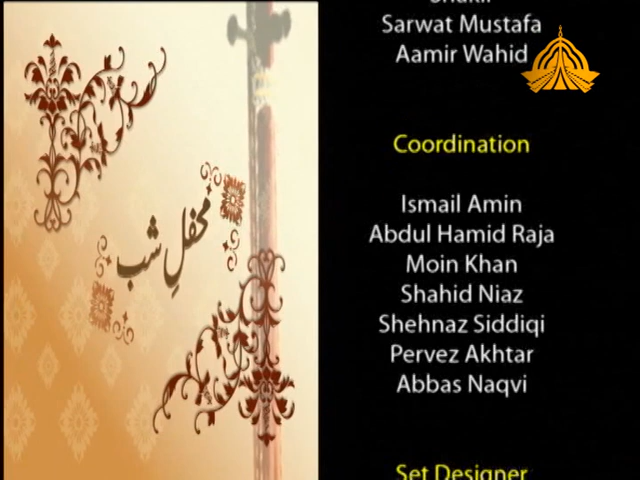 محفلِ شب
Shakir
Sarwat Mustafa
Aamir Wahid
Coordination
Ismail Amin
Abdul Hamid Raja
Moin Khan
Shahid Niaz
Shehnaz Siddiqi
Pervez Akhtar
Abbas Naqvi
Set Designer